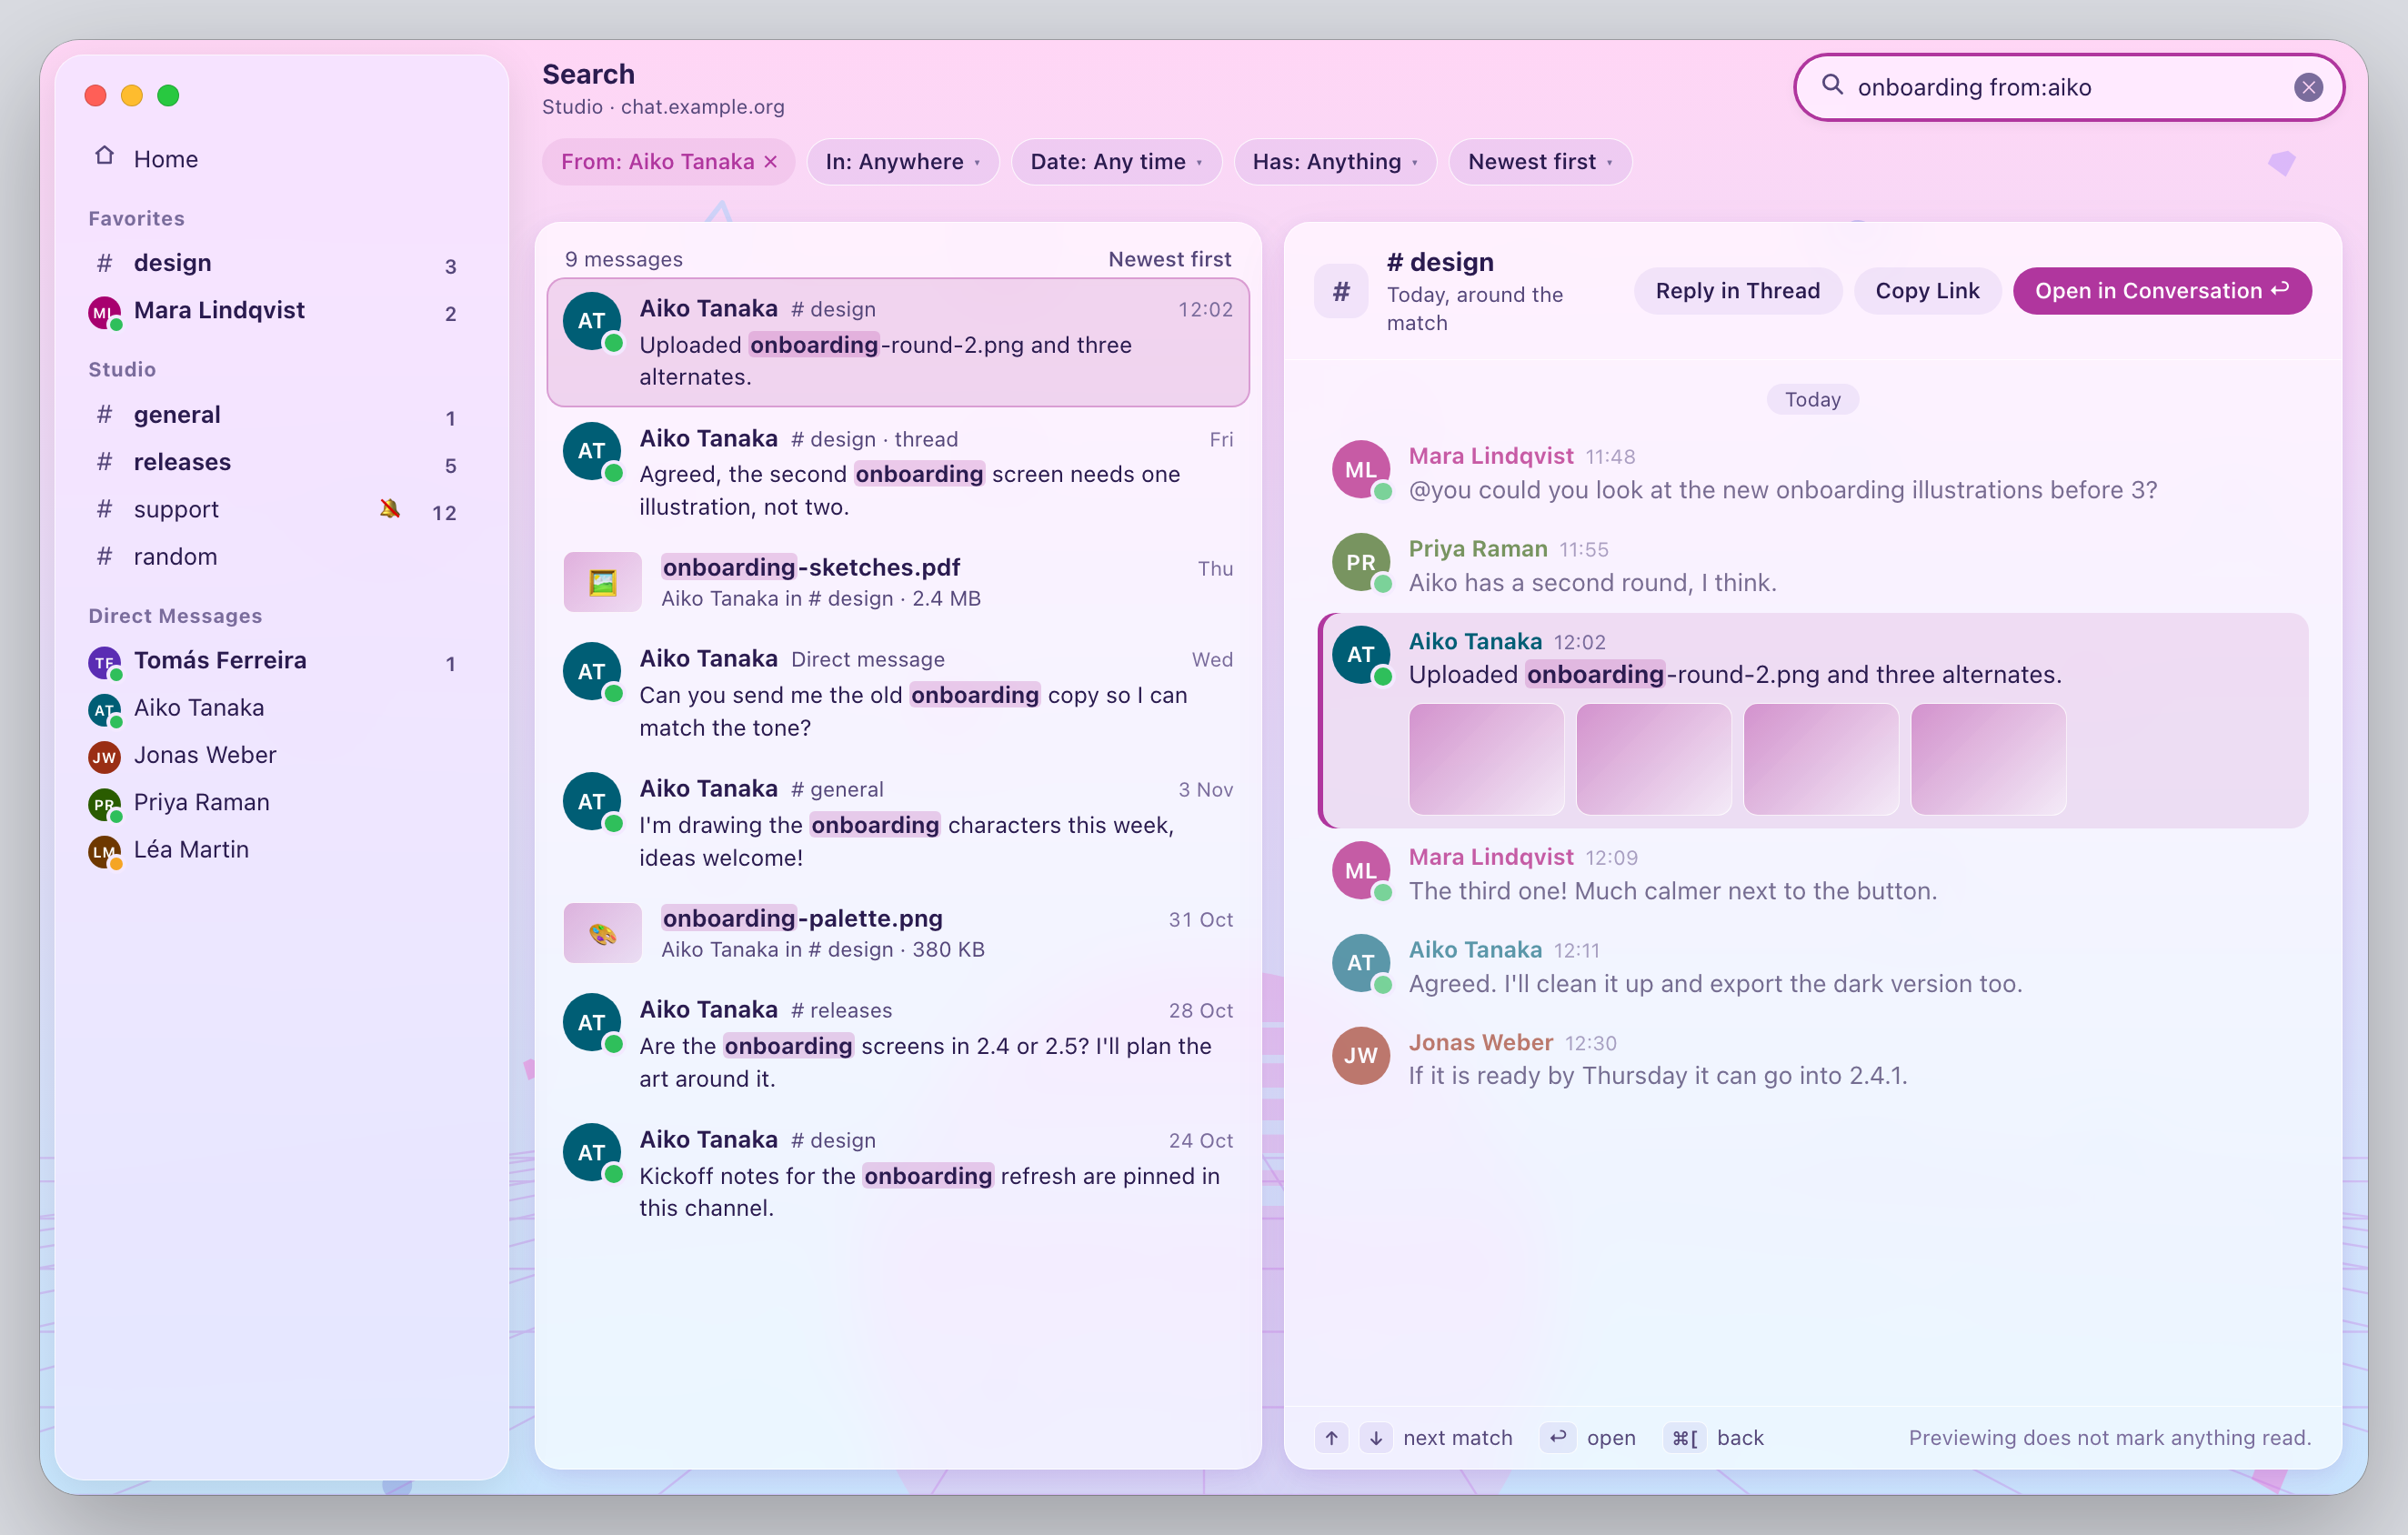 Home
Favorites
# design 3
ML Mara Lindqvist 2
Studio
# general 1
# releases 5
# support 12
# random
Direct Messages
TF Tomás Ferreira 1
AT Aiko Tanaka
JW Jonas Weber
PR Priya Raman
LM Léa Martin
Search
Studio · chat.example.org
onboarding from:aiko
From: Aiko Tanaka ✕
In: Anywhere
Date: Any time
Has: Anything
Newest first
9 messages Newest first
AT Aiko Tanaka # design 12:02
Uploaded onboarding-round-2.png and three
alternates.
AT Aiko Tanaka # design · thread Fri
Agreed, the second onboarding screen needs one
illustration, not two.
onboarding-sketches.pdf Thu
Aiko Tanaka in # design · 2.4 MB
AT Aiko Tanaka Direct message Wed
Can you send me the old onboarding copy so I can
match the tone?
AT Aiko Tanaka # general 3 Nov
I'm drawing the onboarding characters this week,
ideas welcome!
onboarding-palette.png 31 Oct
Aiko Tanaka in # design · 380 KB
AT Aiko Tanaka # releases 28 Oct
Are the onboarding screens in 2.4 or 2.5? I'll plan the
art around it.
AT Aiko Tanaka # design 24 Oct
Kickoff notes for the onboarding refresh are pinned in
this channel.
# # design
Today, around the
match
Reply in Thread
Copy Link
Open in Conversation ↩
Today
ML Mara Lindqvist 11:48
@you could you look at the new onboarding illustrations before 3?
PR Priya Raman 11:55
Aiko has a second round, I think.
AT Aiko Tanaka 12:02
Uploaded onboarding-round-2.png and three alternates.
ML Mara Lindqvist 12:09
The third one! Much calmer next to the button.
AT Aiko Tanaka 12:11
Agreed. I'll clean it up and export the dark version too.
JW Jonas Weber 12:30
If it is ready by Thursday it can go into 2.4.1.
↑ ↓ next match ↩ open ⌘[ back
Previewing does not mark anything read.